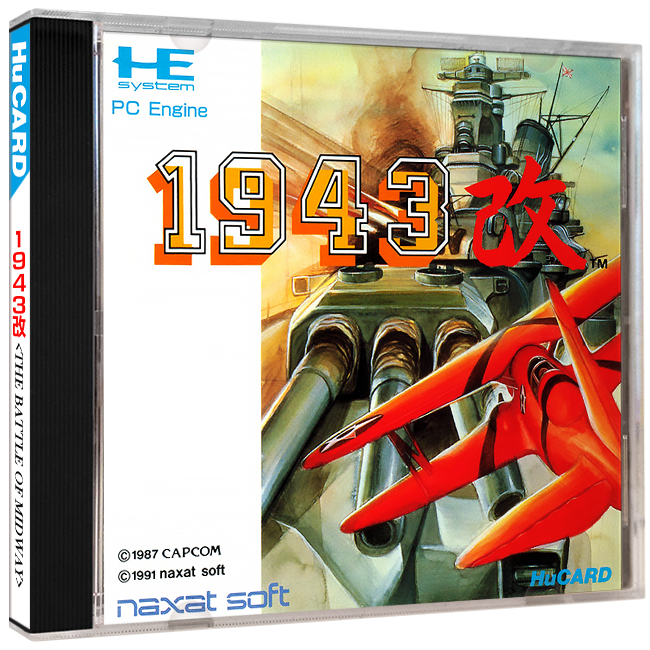 HuCARD
1943改 <THE BATTLE OF MIDWAY>
HE
system
PC Engine
1943改
™
©1987 CAPCOM
©1991 naxat soft
naxat soft
HuCARD